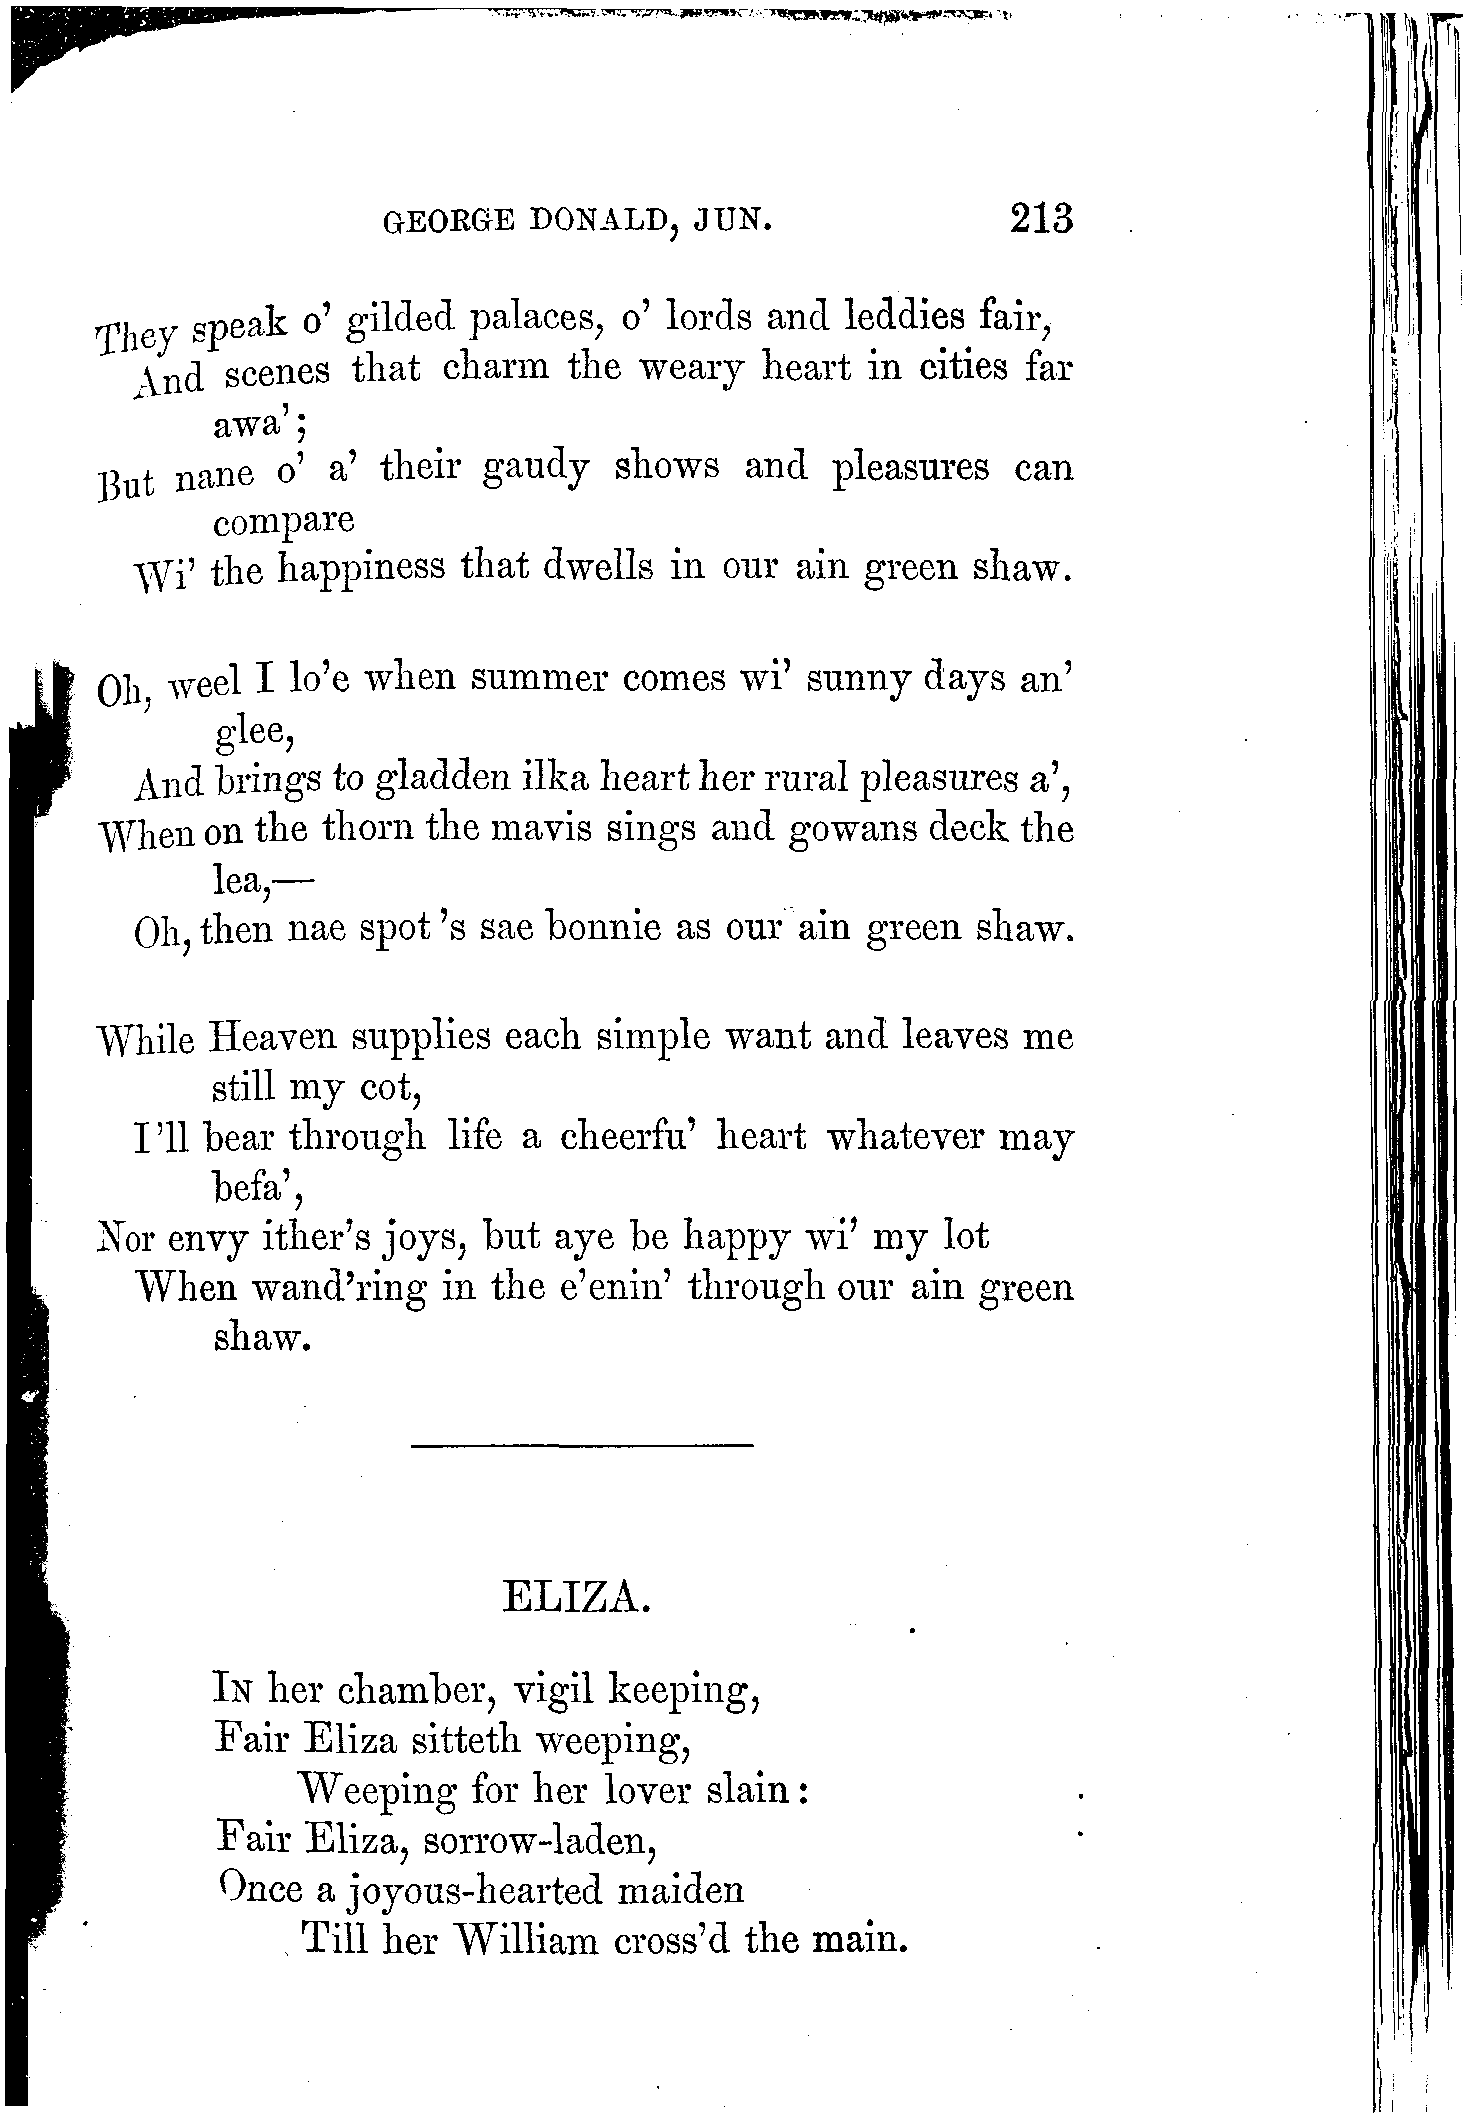 GEORGE DONALD, JUN. 213
They speak o' gilded palaces, o' lords and leddies fair,
And scenes that charm the weary heart in cities far
awa';
But nane o' a' their gaudy shows and pleasures can
compare
Wi' the happiness that dwells in our ain green shaw.
Oh, weel I lo'e when summer comes wi' sunny days an'
glee,
And brings to gladden ilka heart her rural pleasures a',
When on the thorn the mavis sings and gowans deck the
lea,—
Oh, then nae spot 's sae bonnie as our ain green shaw.
While Heaven supplies each simple want and leaves me
still my cot,
I 'll bear through life a cheerfu' heart whatever may
befa',
Nor envy ither's joys, but aye be happy wi' my lot
When wand'ring in the e'enin' through our ain green
shaw.
ELIZA.
IN her chamber, vigil keeping,
Fair Eliza sitteth weeping,
Weeping for her lover slain :
Fair Eliza, sorrow-laden,
Once a joyous-hearted maiden
Till her William cross'd the main.